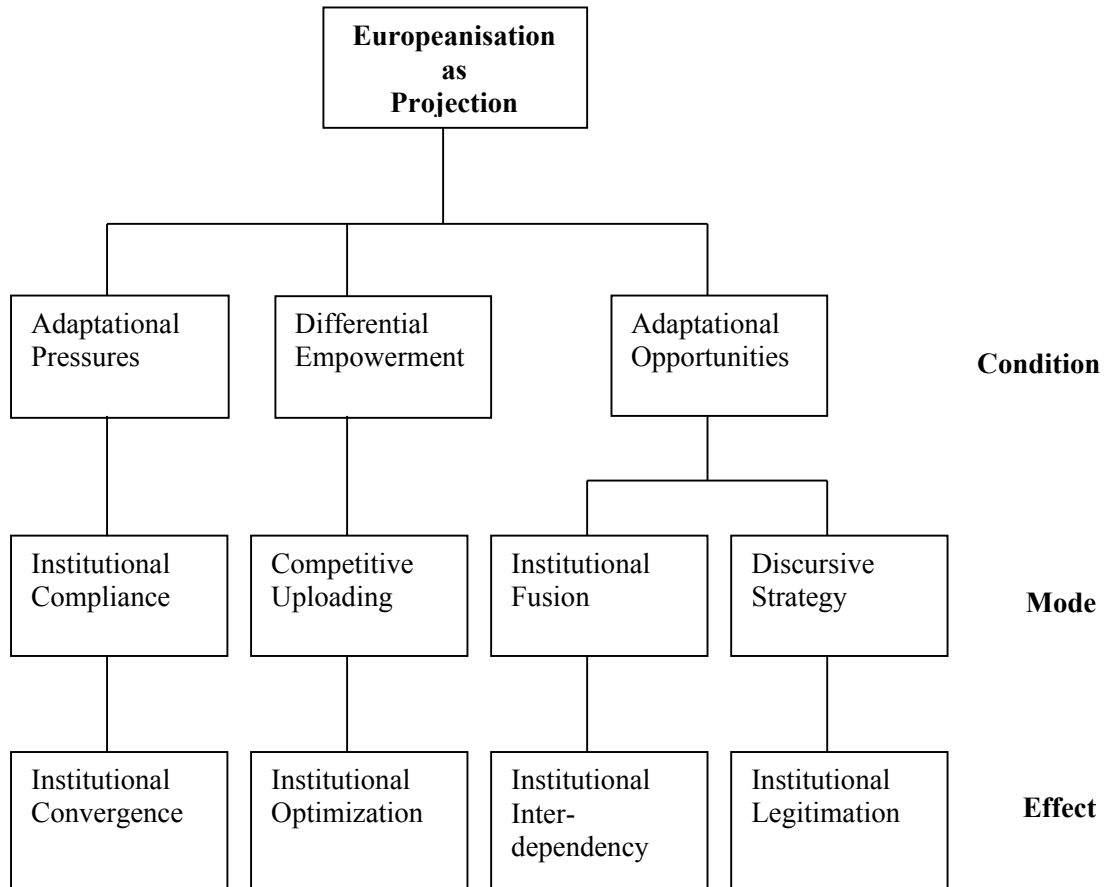 Europeanisation
as
Projection
Adaptational
Pressures
Differential
Empowerment
Adaptational
Opportunities
Condition
Institutional
Compliance
Competitive
Uploading
Institutional
Fusion
Discursive
Strategy
Mode
Institutional
Convergence
Institutional
Optimization
Institutional
Inter-
dependency
Institutional
Legitimation
Effect